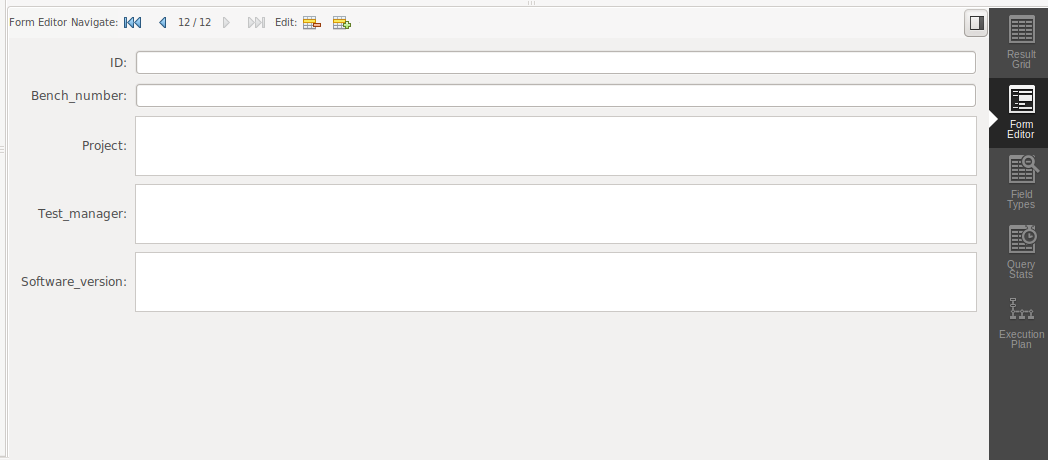 Form Editor Navigate: 12 / 12 Edit:
ID:
Bench_number:
Project:
Test_manager:
Software_version:
Result
Grid
Form
Editor
Field
Types
Query
Stats
Execution
Plan